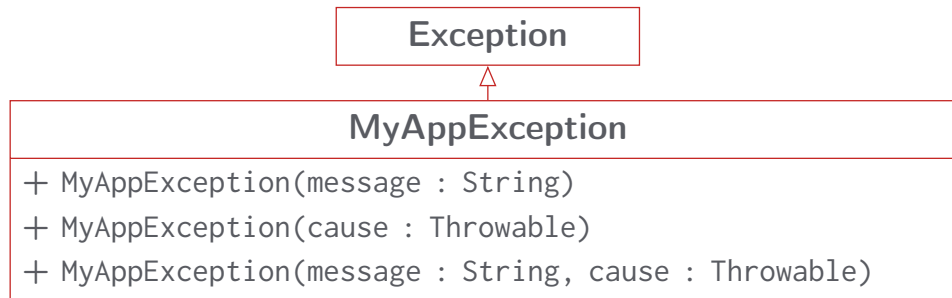 Exception
MyAppException
+ MyAppException(message : String)
+ MyAppException(cause : Throwable)
+ MyAppException(message : String, cause : Throwable)